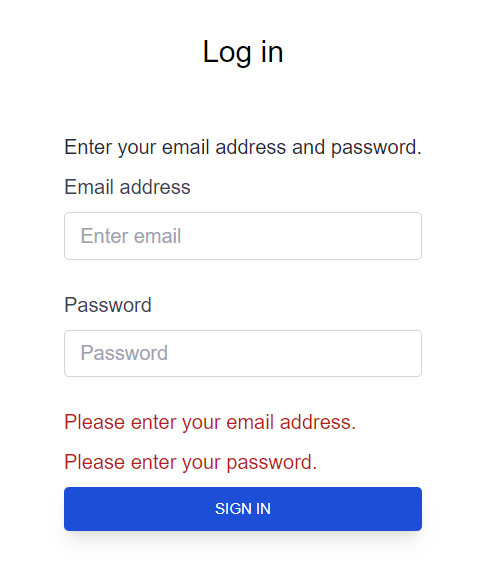 Log in
Enter your email address and password.
Email address
Enter email
Password
Password
Please enter your email address.
Please enter your password.
SIGN IN